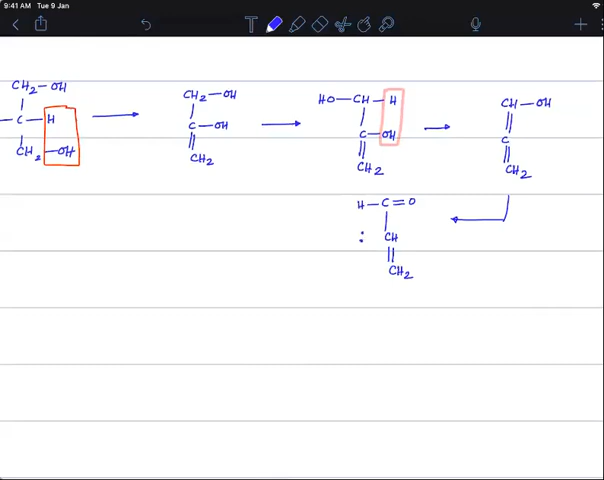 9:41 AM Tue 9 Jan
T
CH₂—OH
CH₂—OH
HO—CH—H
CH—OH
—C—H
C—OH
C—OH
C
CH₂—OH
CH₂
CH₂
CH₂
H—C=O
:
CH
CH₂